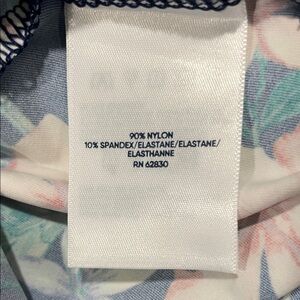 90% NYLON
10% SPANDEX/ELASTANE/ELASTANE/
ELASTHANNE
RN 62830